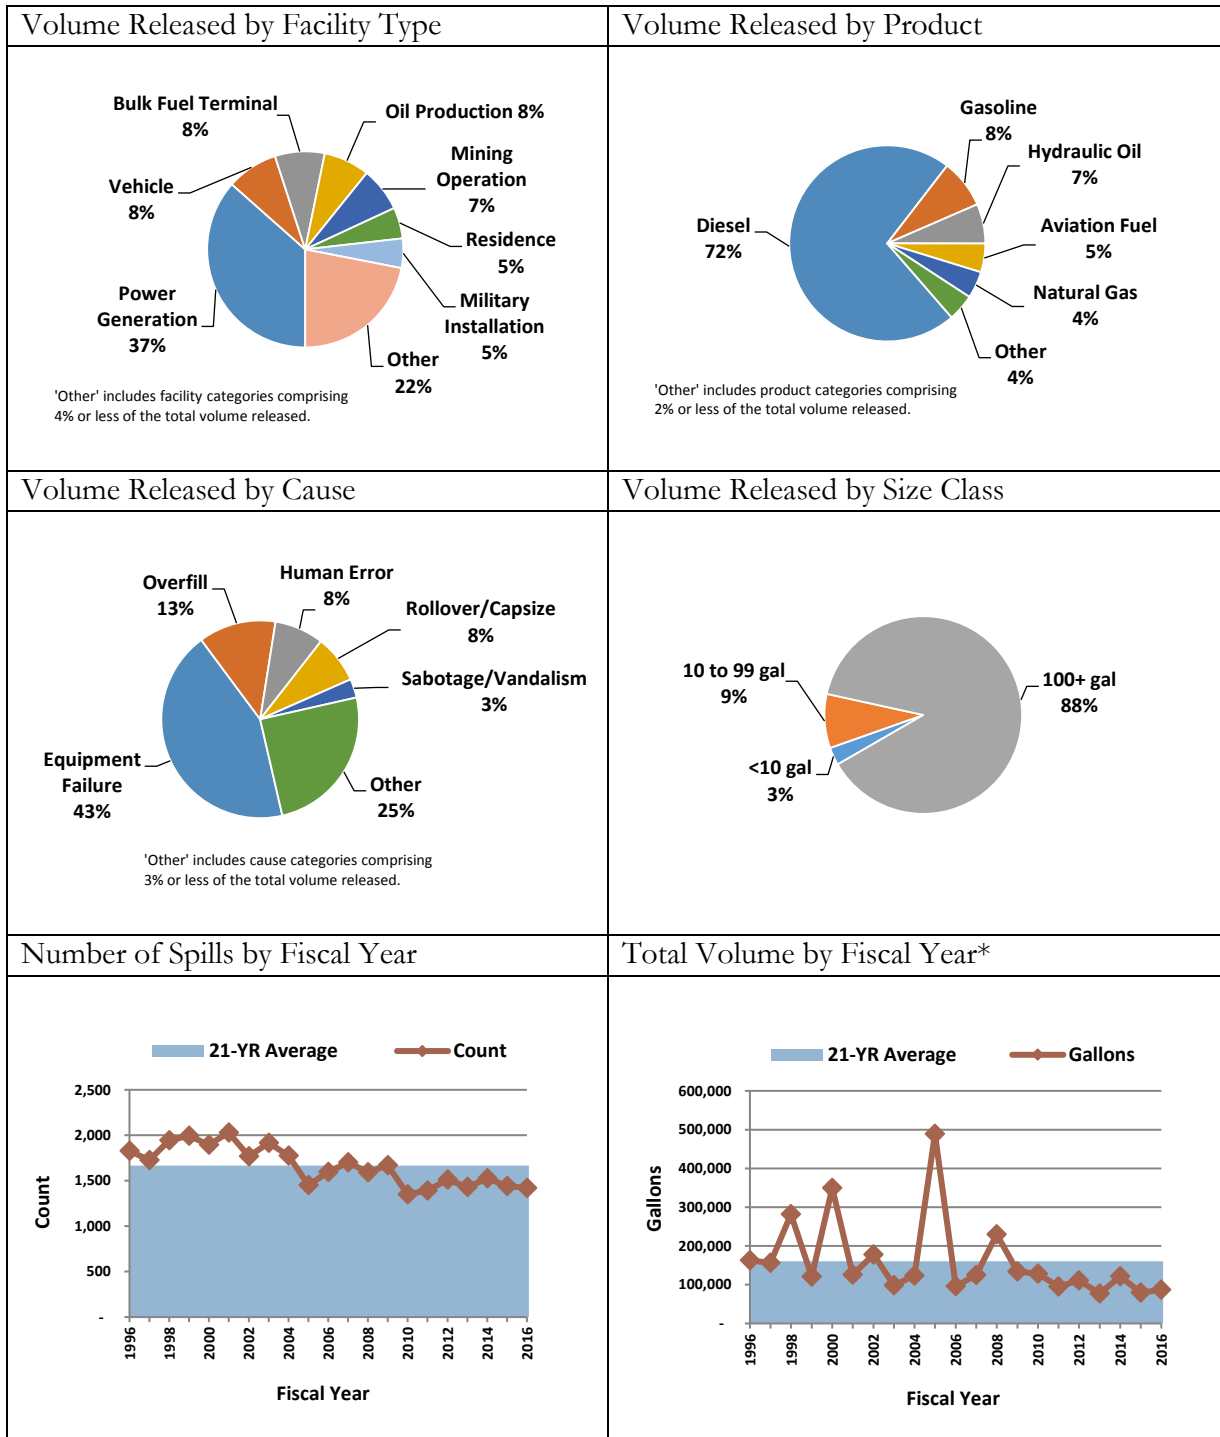 Volume Released by Facility Type
Bulk Fuel Terminal
8%
Oil Production 8%
Mining
Operation
7%
Vehicle
8%
Residence
5%
Power
Generation
37%
Military
Installation
5%
Other
22%
'Other' includes facility categories comprising
4% or less of the total volume released.
Volume Released by Product
Gasoline
8%
Hydraulic Oil
7%
Diesel
72%
Aviation Fuel
5%
Natural Gas
4%
Other
4%
'Other' includes product categories comprising
2% or less of the total volume released.
Volume Released by Cause
Overfill
13%
Human Error
8%
Rollover/Capsize
8%
Sabotage/Vandalism
3%
Equipment
Failure
43%
Other
25%
'Other' includes cause categories comprising
3% or less of the total volume released.
Volume Released by Size Class
10 to 99 gal
9%
100+ gal
88%
<10 gal
3%
Number of Spills by Fiscal Year
21-YR Average
Count
2,500
2,000
1,500
1,000
500
-
Count
1996
1998
2000
2002
2004
2006
2008
2010
2012
2014
2016
Fiscal Year
Total Volume by Fiscal Year*
21-YR Average
Gallons
600,000
500,000
400,000
300,000
200,000
100,000
-
Gallons
1996
1998
2000
2002
2004
2006
2008
2010
2012
2014
2016
Fiscal Year